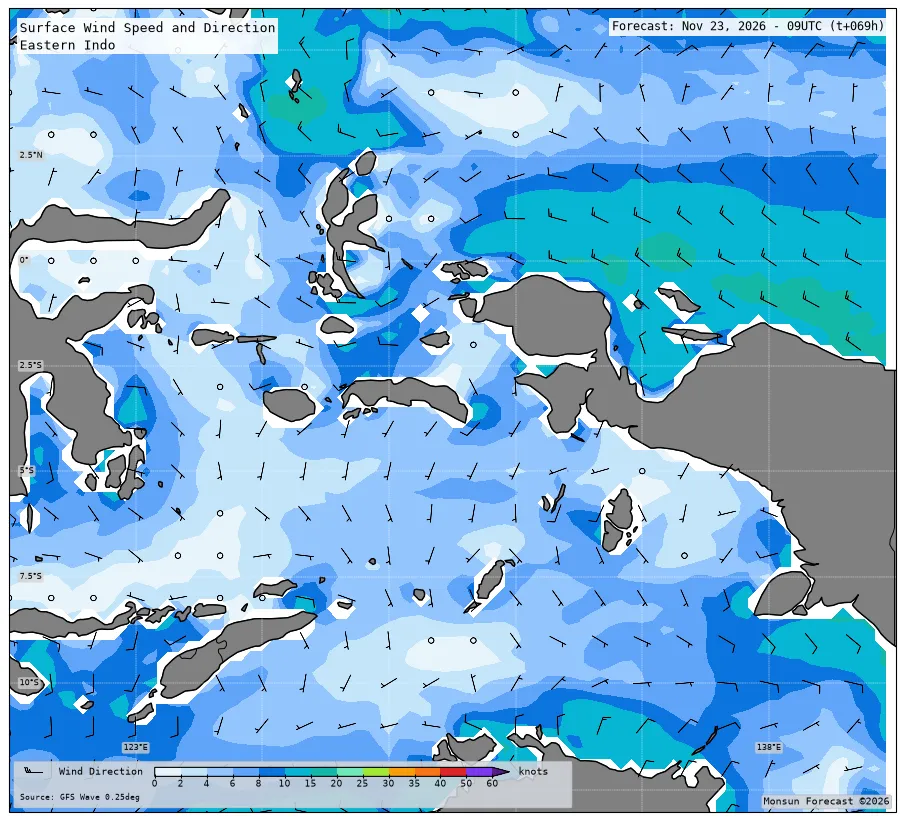 Surface Wind Speed and Direction
Eastern Indo
Forecast: Nov 23, 2026 - 09UTC (t+069h)
2.5°N
0°
2.5°S
5°S
7.5°S
10°S
123°E
138°E
Wind Direction
0 2 4 6 8 10 15 20 25 30 35 40 45 50 60
knots
Source: GFS Wave 0.25deg
Monsun Forecast ©2026